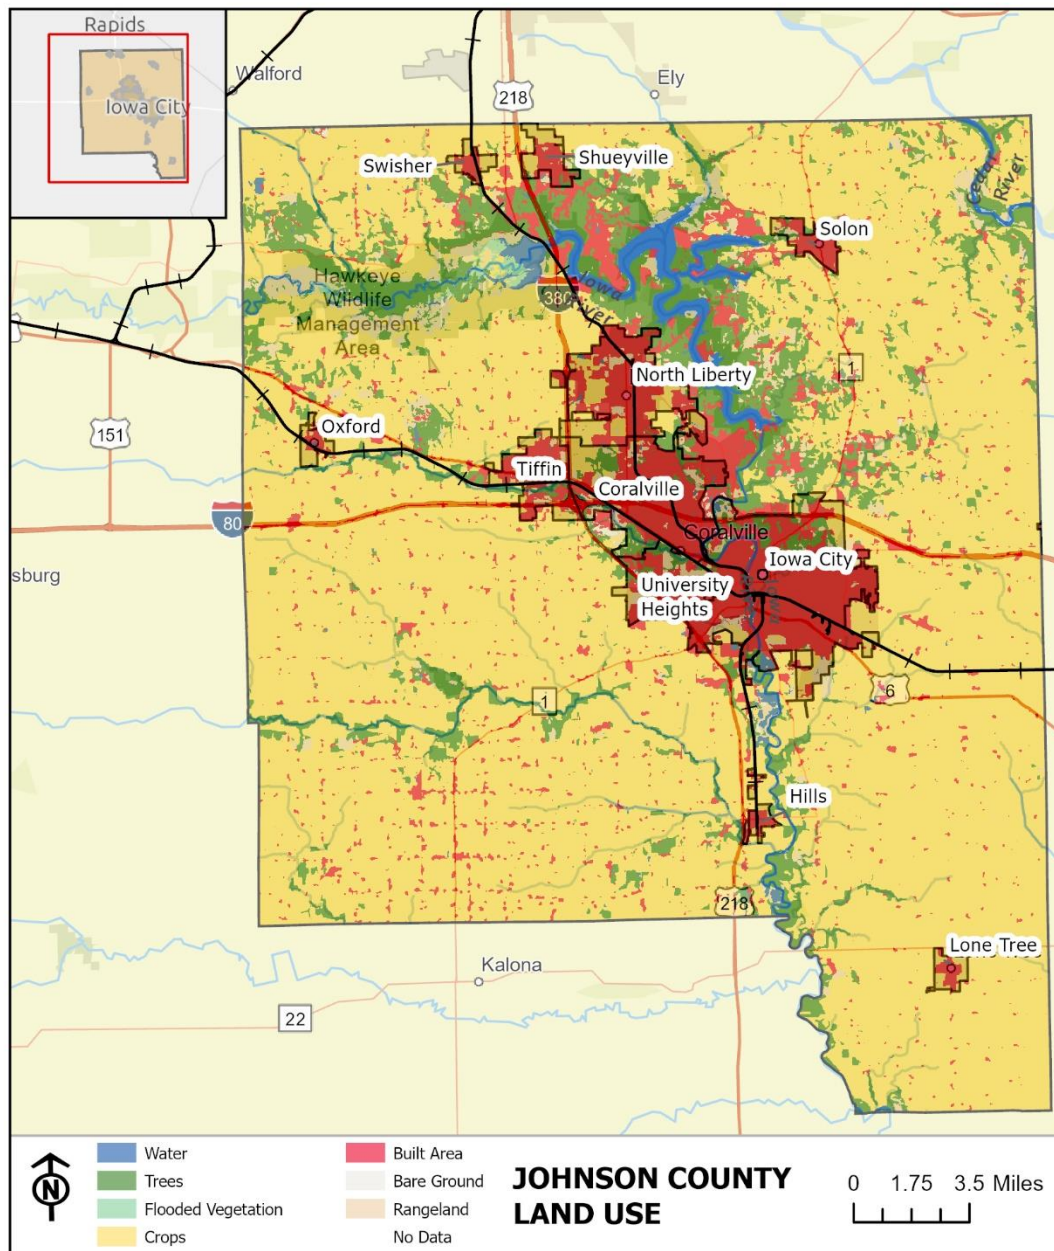 Rapids
Iowa City
Walford
218
Ely
Swisher
Shueyville
Cedar
River
Solon
Hawkeye
Wildlife
Management
Area
Iowa
River
380
North Liberty
1
151
Oxford
Tiffin
Coralville
80
Coralville
sburg
Iowa City
University
Heights
Iowa
1
6
Hills
218
Lone Tree
Kalona
22
N
Water
Trees
Flooded Vegetation
Crops
Built Area
Bare Ground
Rangeland
No Data
JOHNSON COUNTY
LAND USE
0 1.75 3.5 Miles